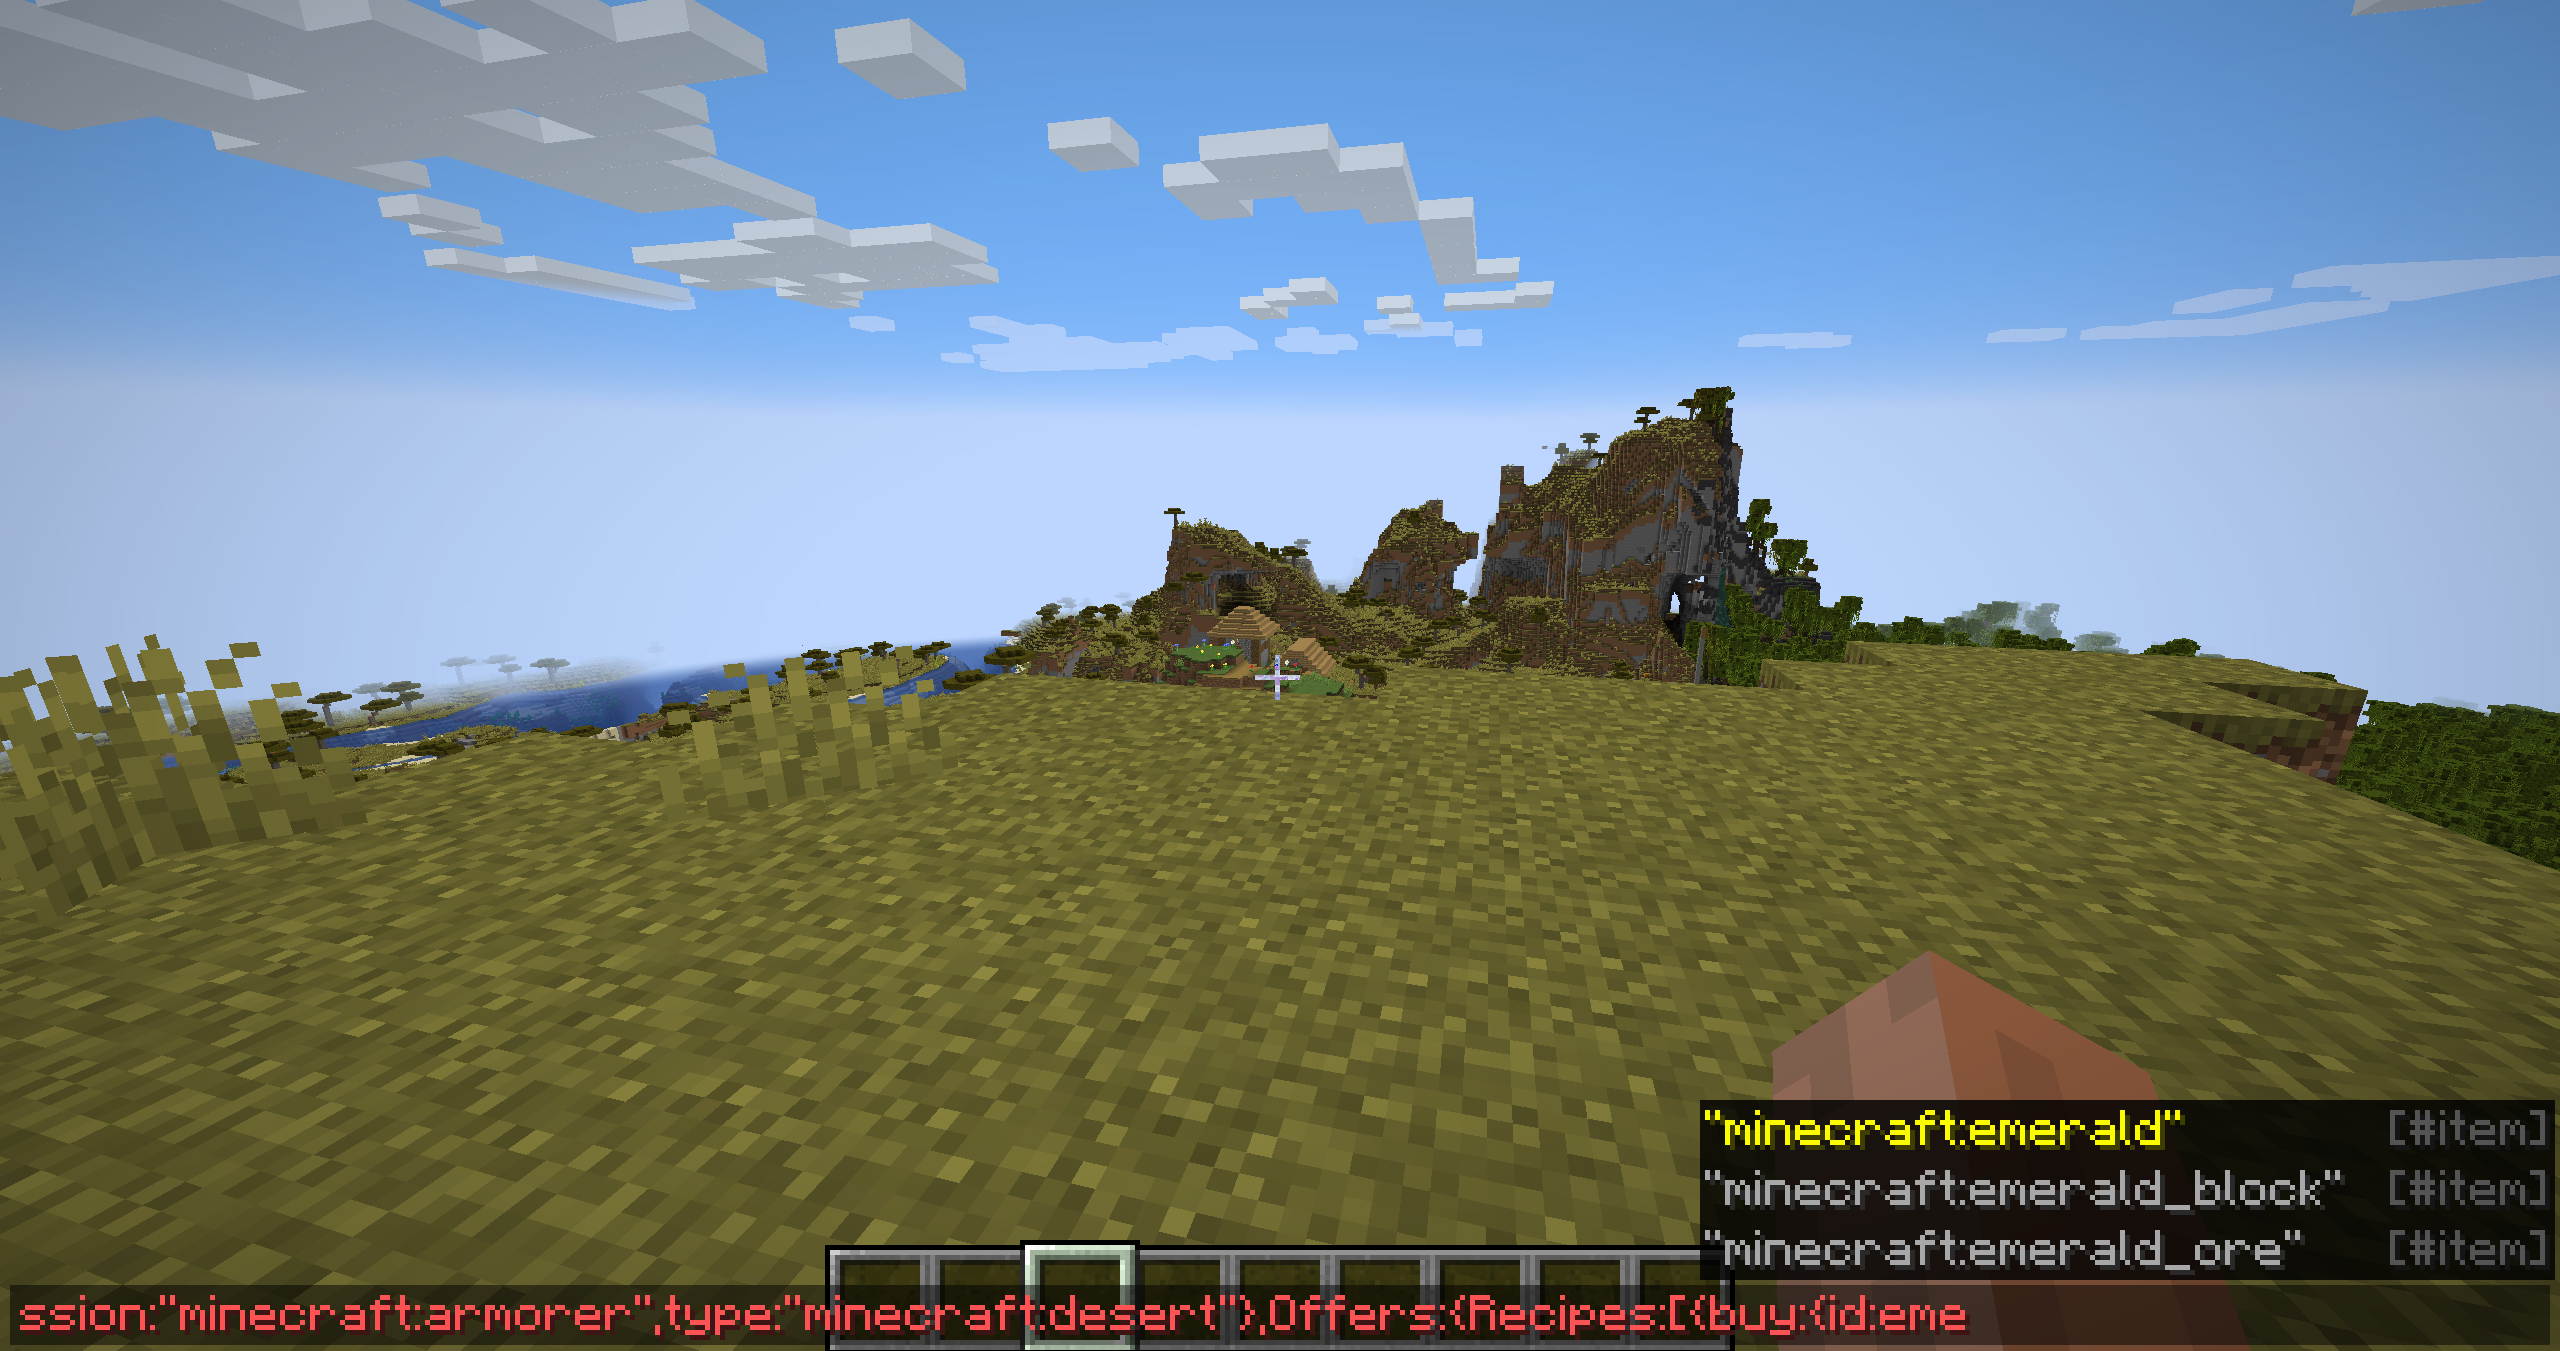 "minecraft:emerald" [#item]
"minecraft:emerald_block" [#item]
"minecraft:emerald_ore" [#item]
ssion:"minecraft:armorer",type:"minecraft:desert"},Offers:{Recipes:[{buy:{id:eme